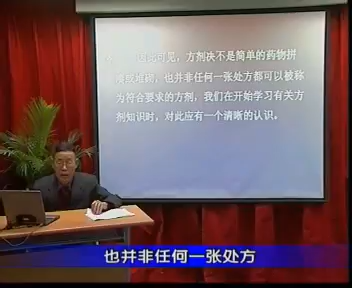 由此可见，方剂决不是简单的药物拼
凑或堆砌，也并非任何一张处方都可以被称
为符合要求的方剂，我们在开始学习有关方
剂知识时，对此应有一个清晰的认识。
也并非任何一张处方